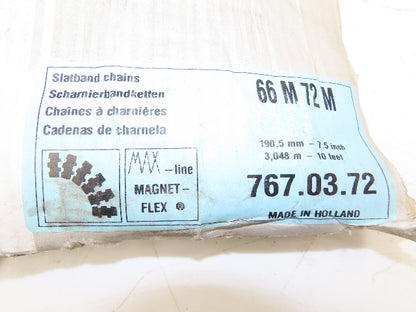 Slatband chains
Scharnierbandketten
Chaînes à charnières
Cadenas de charnela
66 M 72 M
190,5 mm – 7,5 inch
3,048 m – 10 feet
MAX –line
MAGNET-
FLEX ®
767.03.72
MADE IN HOLLAND